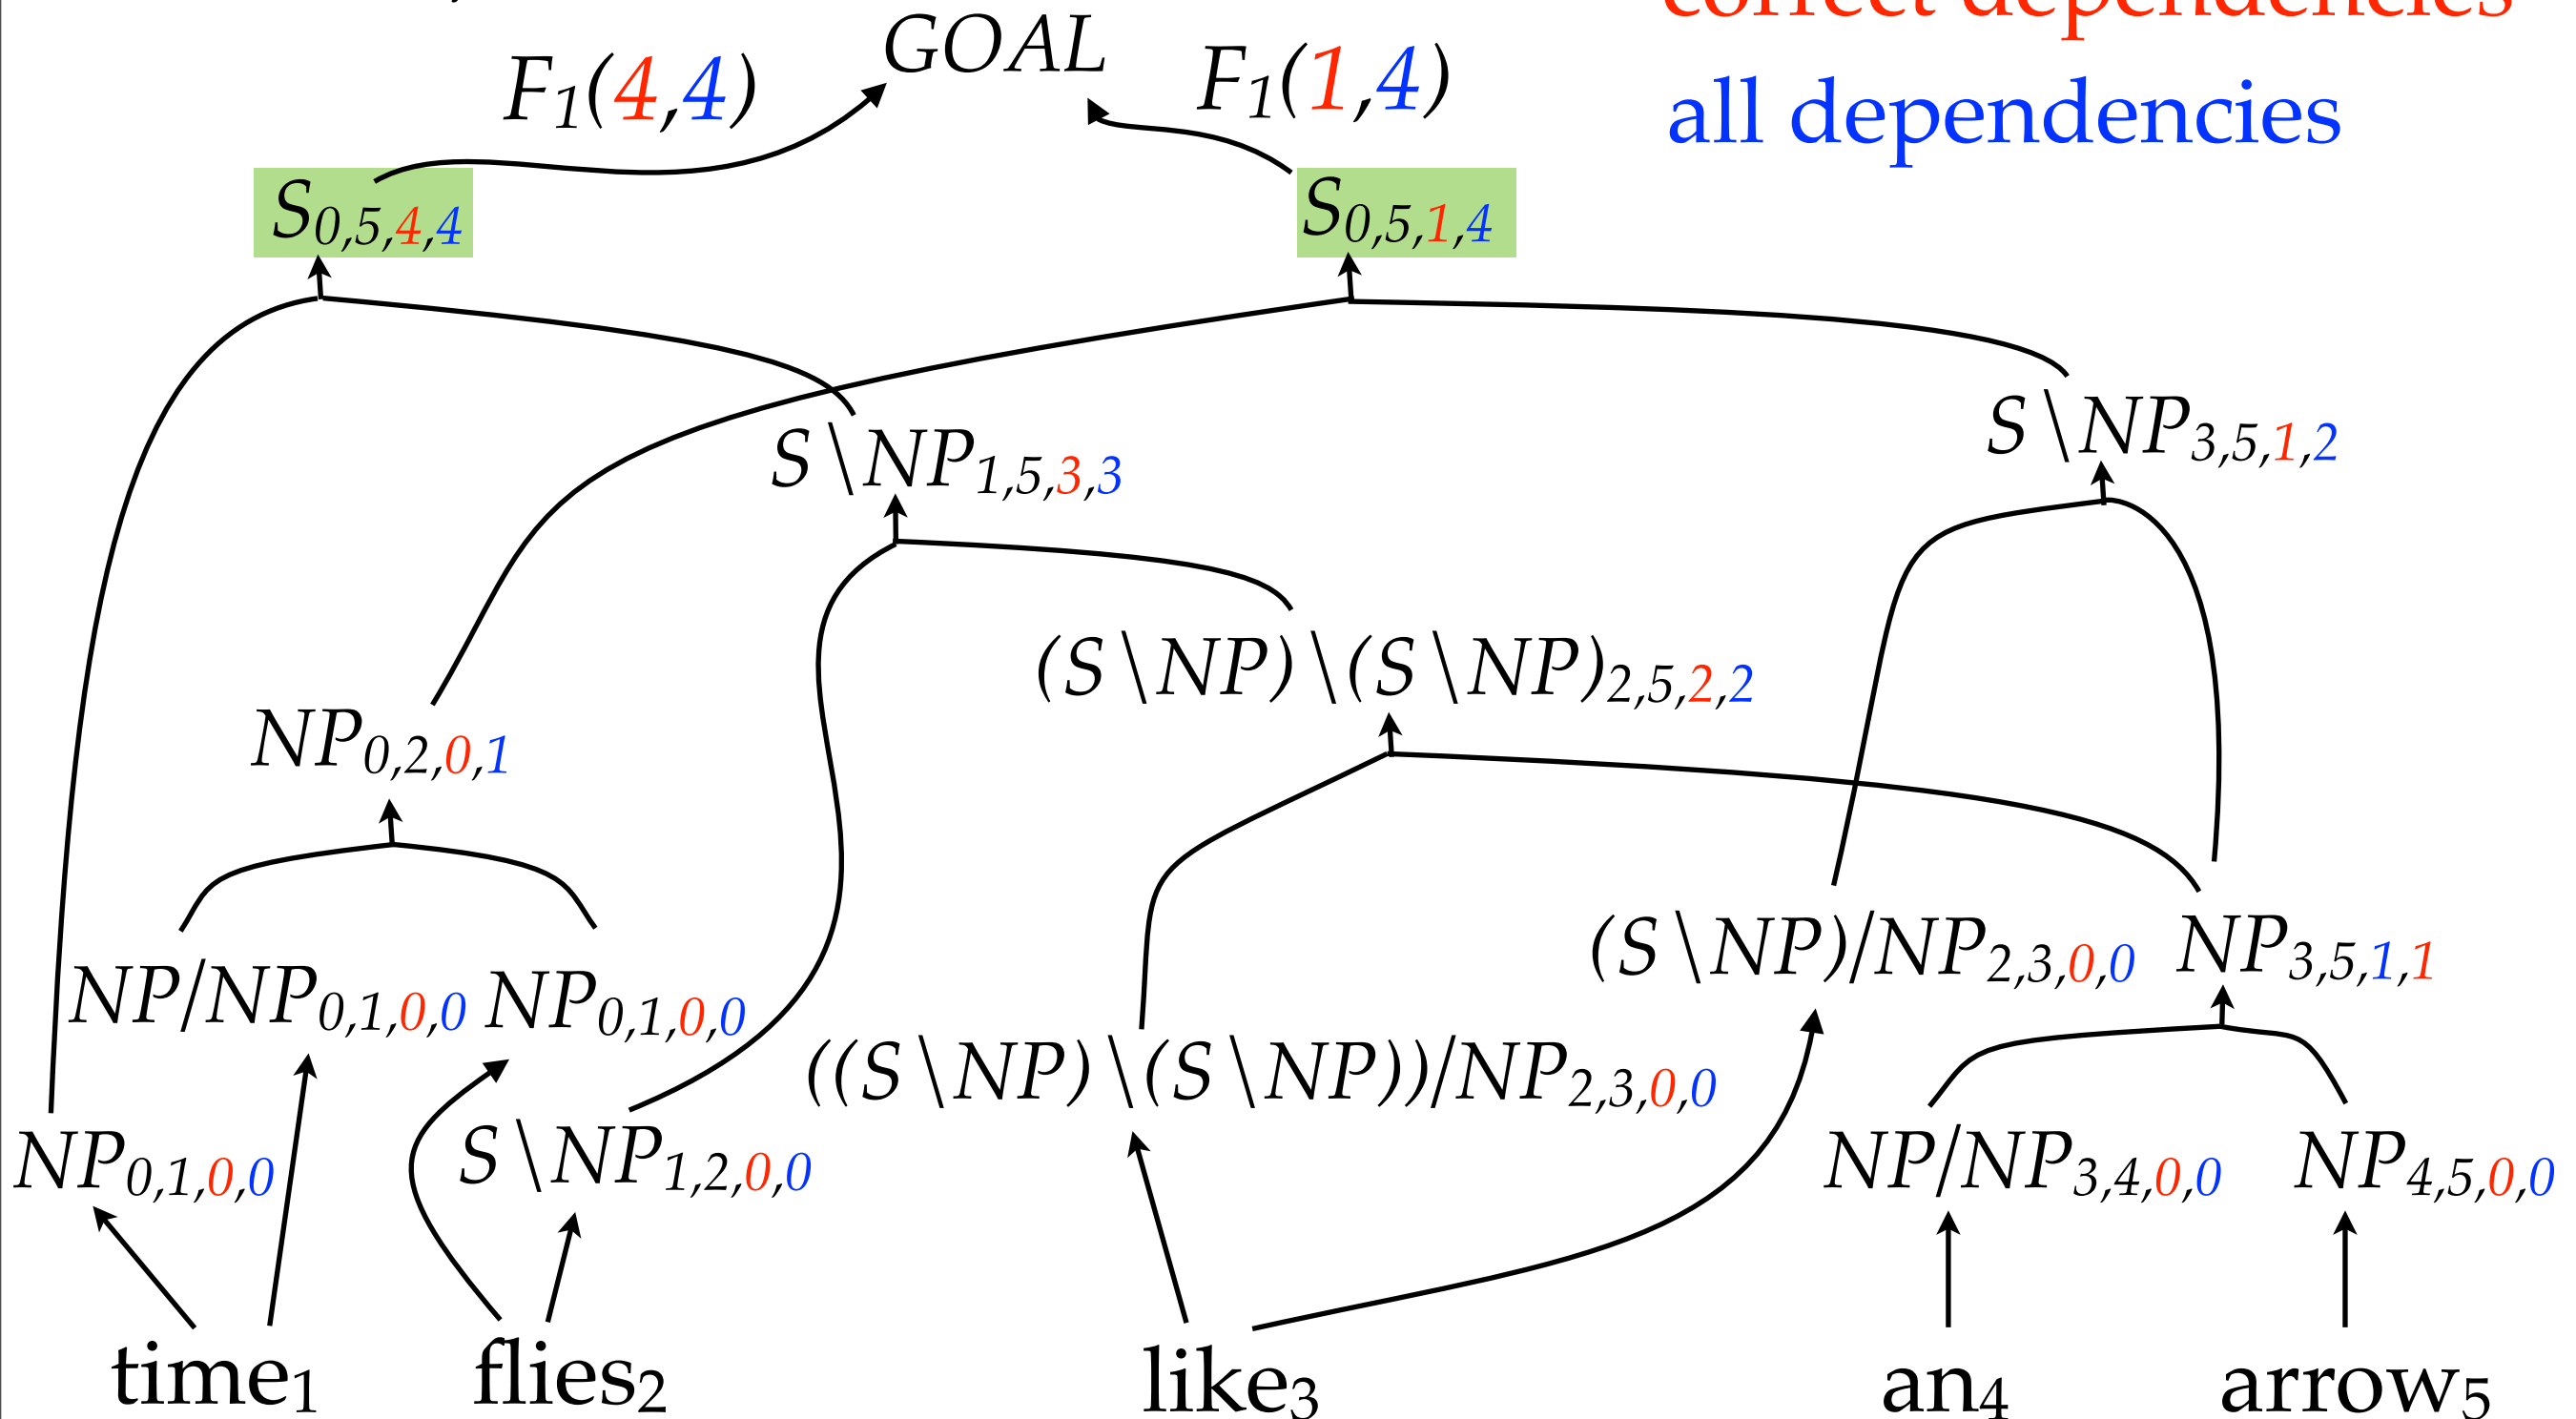 correct dependencies
GOAL
F₁(4,4)
F₁(1,4)
all dependencies
S₀,₅,₄,₄
S₀,₅,₁,₄
S\NP₃,₅,₁,₂
S\NP₁,₅,₃,₃
(S\NP)\(S\NP)₂,₅,₂,₂
NP₀,₂,₀,₁
(S\NP)/NP₂,₃,₀,₀
NP₃,₅,₁,₁
NP/NP₀,₁,₀,₀
NP₀,₁,₀,₀
((S\NP)\(S\NP))/NP₂,₃,₀,₀
NP₀,₁,₀,₀
S\NP₁,₂,₀,₀
NP/NP₃,₄,₀,₀
NP₄,₅,₀,₀
time₁ flies₂ like₃ an₄ arrow₅